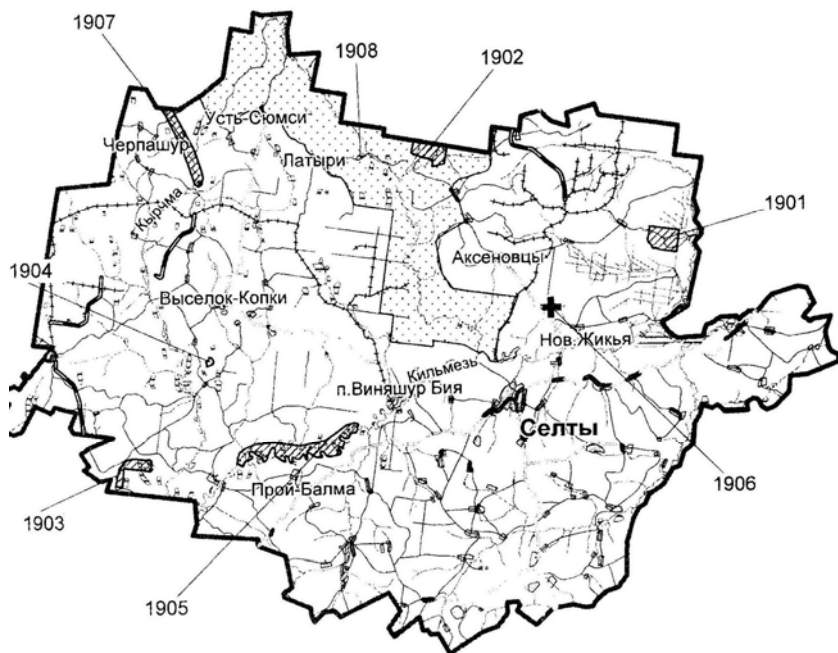 1907
1908
1902
Усть-Сюмси
Черпашур
Латыри
1901
Кырчма
Аксеновцы
1904
Выселок-Копки
Нов.Жикья
Кильмезь
п.Виняшур Бия
Селты
1903
Прой-Балма
1906
1905